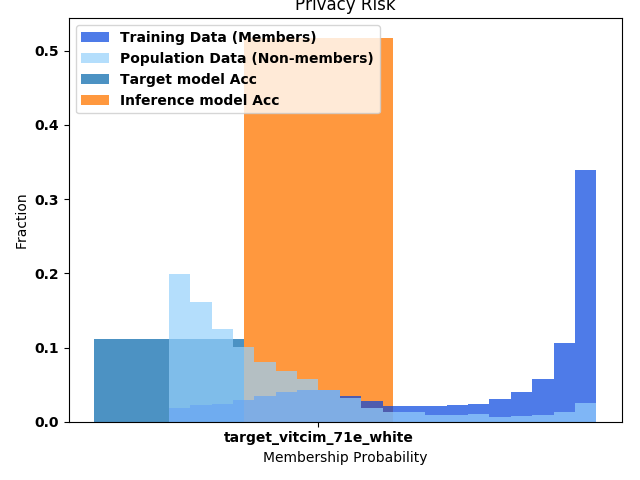 Privacy Risk
Training Data (Members)
Population Data (Non-members)
Target model Acc
Inference model Acc
0.5
0.4
0.3
0.2
0.1
0.0
Fraction
target_vitcim_71e_white
Membership Probability